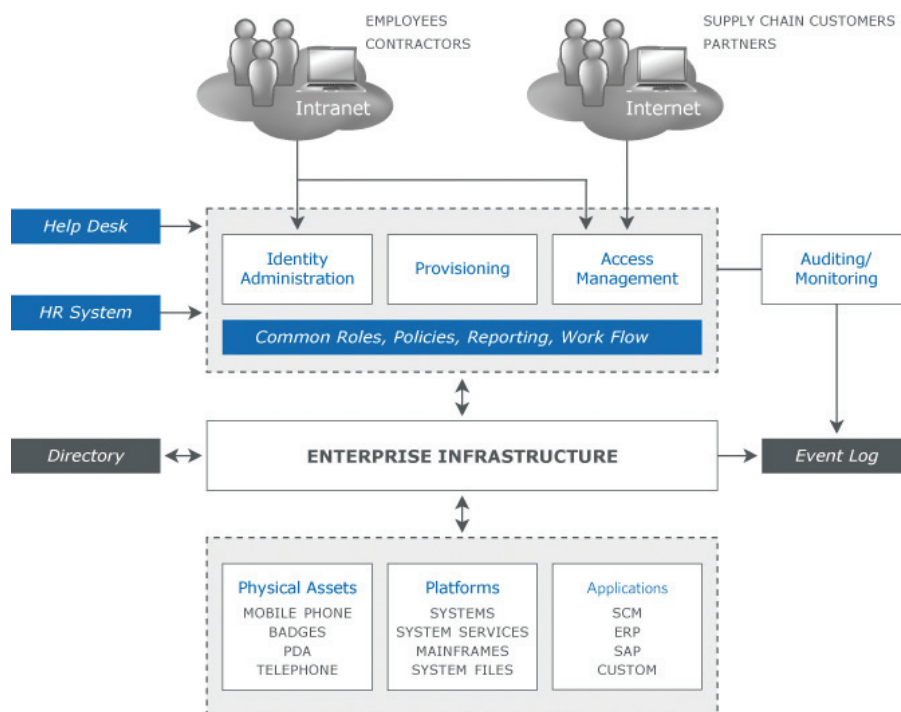 EMPLOYEES
CONTRACTORS
SUPPLY CHAIN CUSTOMERS
PARTNERS
Intranet
Internet
Help Desk
HR System
Identity
Administration
Provisioning
Access
Management
Auditing/
Monitoring
Common Roles, Policies, Reporting, Work Flow
Directory
ENTERPRISE INFRASTRUCTURE
Event Log
Physical Assets
MOBILE PHONE
BADGES
PDA
TELEPHONE
Platforms
SYSTEMS
SYSTEM SERVICES
MAINFRAMES
SYSTEM FILES
Applications
SCM
ERP
SAP
CUSTOM